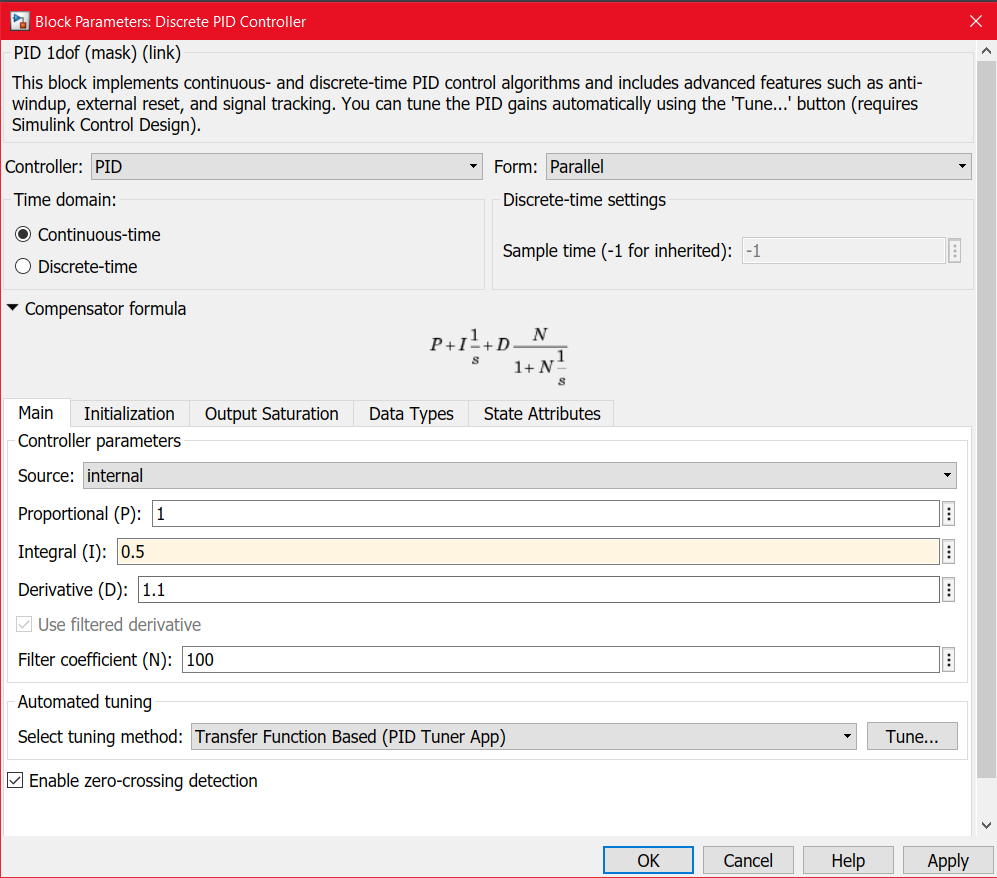 Block Parameters: Discrete PID Controller
PID 1dof (mask) (link)
This block implements continuous- and discrete-time PID control algorithms and includes advanced features such as anti-
windup, external reset, and signal tracking. You can tune the PID gains automatically using the 'Tune...' button (requires
Simulink Control Design).
Controller: PID Form: Parallel
Time domain: Discrete-time settings
Continuous-time
Sample time (-1 for inherited): -1
Discrete-time
Compensator formula
P+I 1/s + D N/(1+N 1/s)
Main Initialization Output Saturation Data Types State Attributes
Controller parameters
Source: internal
Proportional (P): 1
Integral (I): 0.5
Derivative (D): 1.1
Use filtered derivative
Filter coefficient (N): 100
Automated tuning
Select tuning method: Transfer Function Based (PID Tuner App) Tune...
Enable zero-crossing detection
OK Cancel Help Apply